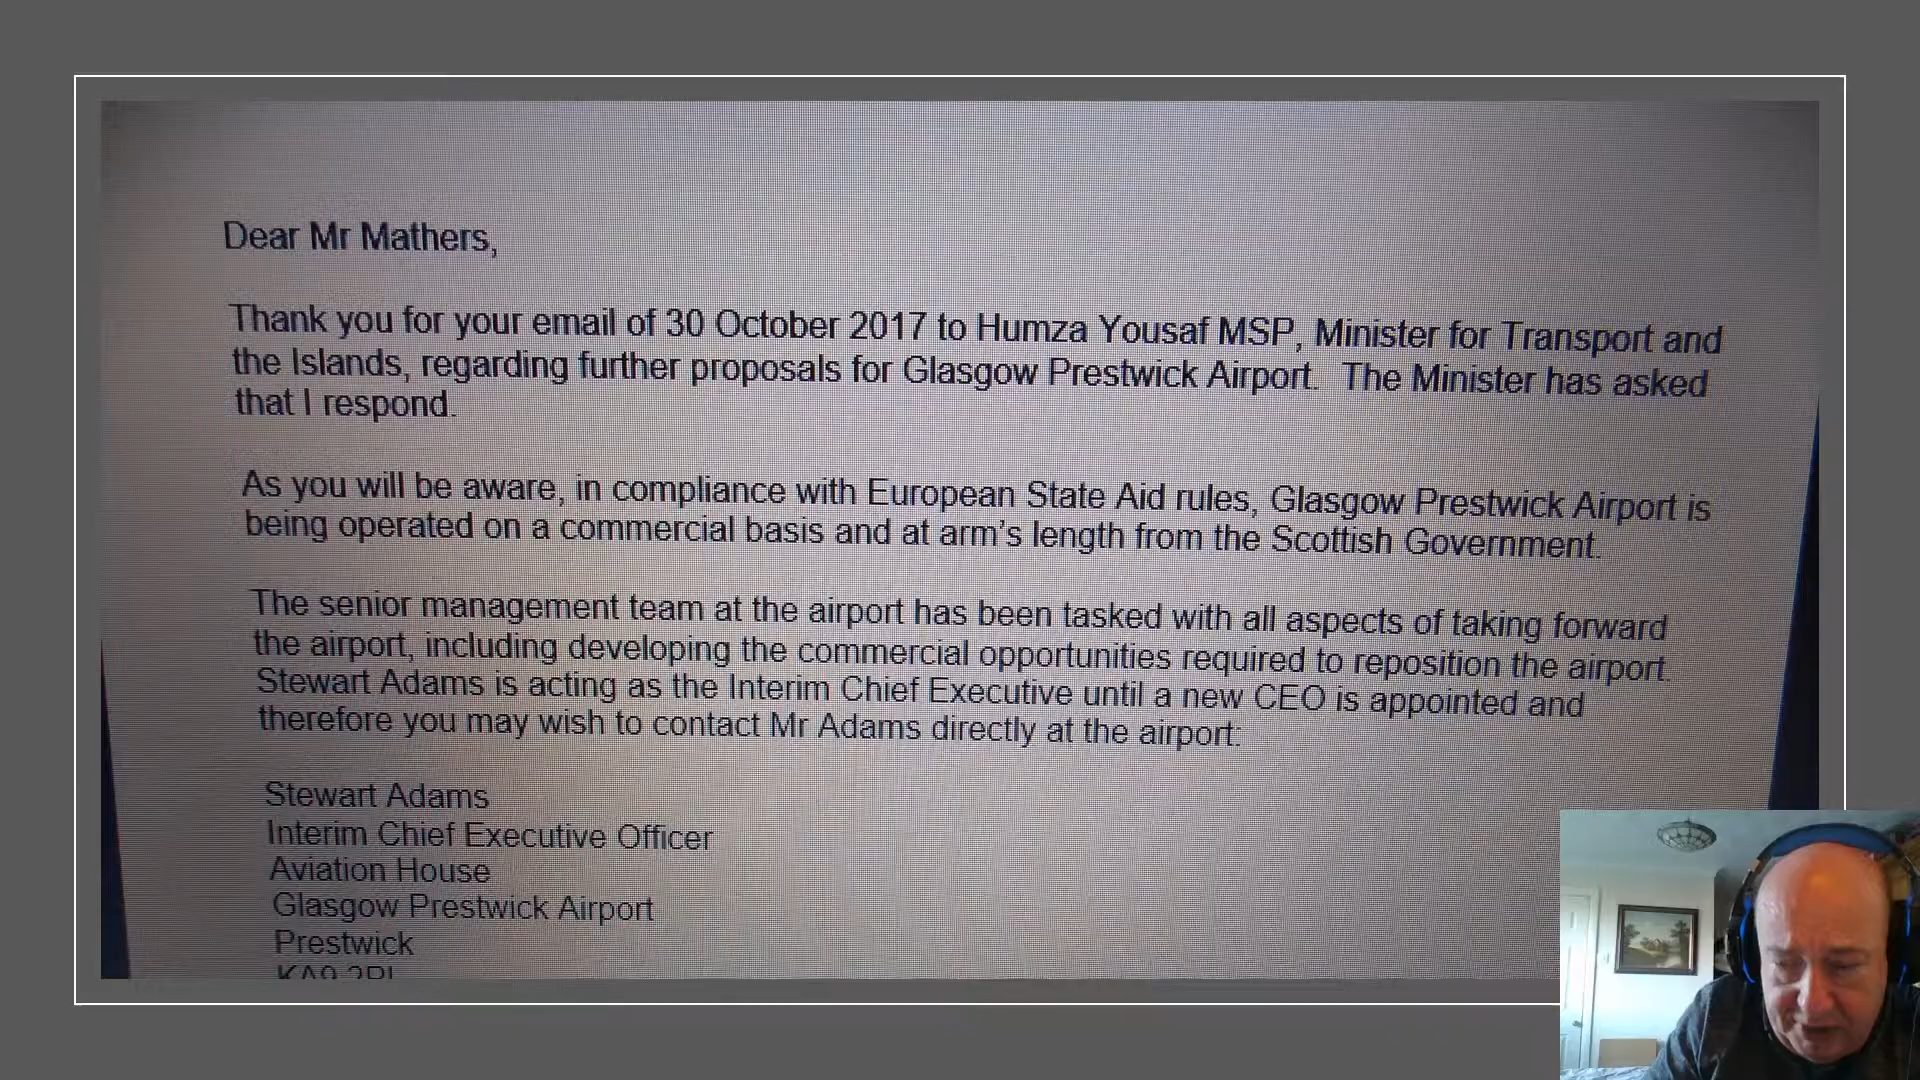 Dear Mr Mathers,
Thank you for your email of 30 October 2017 to Humza Yousaf MSP, Minister for Transport and
the Islands, regarding further proposals for Glasgow Prestwick Airport.  The Minister has asked
that I respond.
As you will be aware, in compliance with European State Aid rules, Glasgow Prestwick Airport is
being operated on a commercial basis and at arm's length from the Scottish Government.
The senior management team at the airport has been tasked with all aspects of taking forward
the airport, including developing the commercial opportunities required to reposition the airport.
Stewart Adams is acting as the Interim Chief Executive until a new CEO is appointed and
therefore you may wish to contact Mr Adams directly at the airport:
Stewart Adams
Interim Chief Executive Officer
Aviation House
Glasgow Prestwick Airport
Prestwick